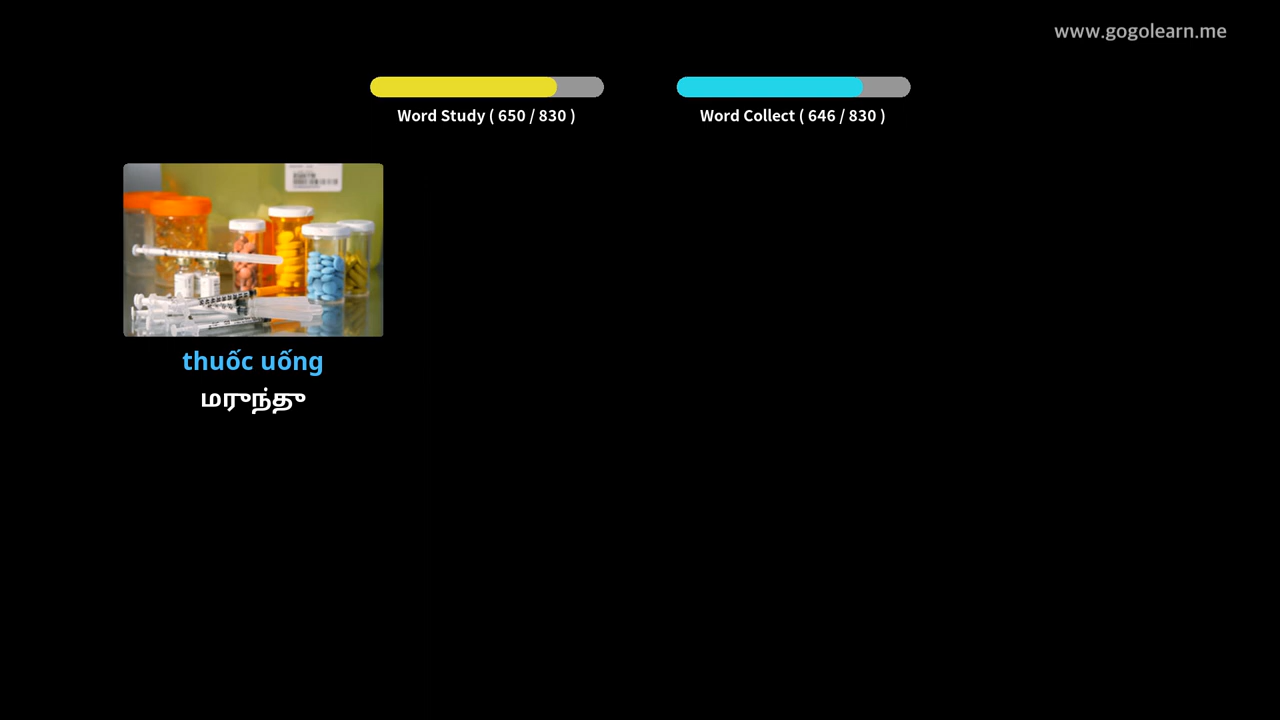 www.gogolearn.me
Word Study ( 650 / 830 )
Word Collect ( 646 / 830 )
thuốc uống
மருந்து